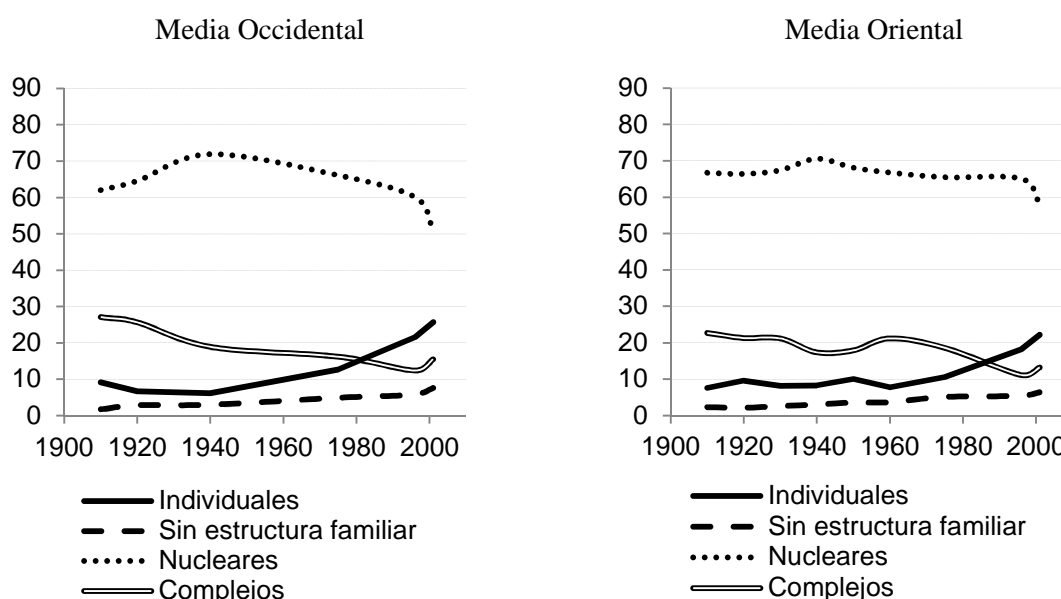 Media Occidental
90
80
70
60
50
40
30
20
10
0
1900 1920 1940 1960 1980 2000
Individuales
Sin estructura familiar
Nucleares
Complejos
Media Oriental
90
80
70
60
50
40
30
20
10
0
1900 1920 1940 1960 1980 2000
Individuales
Sin estructura familiar
Nucleares
Complejos